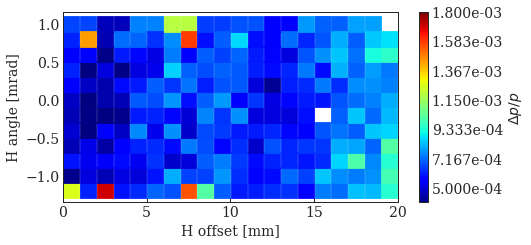 1.0
0.5
0.0
−0.5
−1.0
H angle [mrad]
0 5 10 15 20
H offset [mm]
1.800e-03
1.583e-03
1.367e-03
1.150e-03
9.333e-04
7.167e-04
5.000e-04
Δp/p